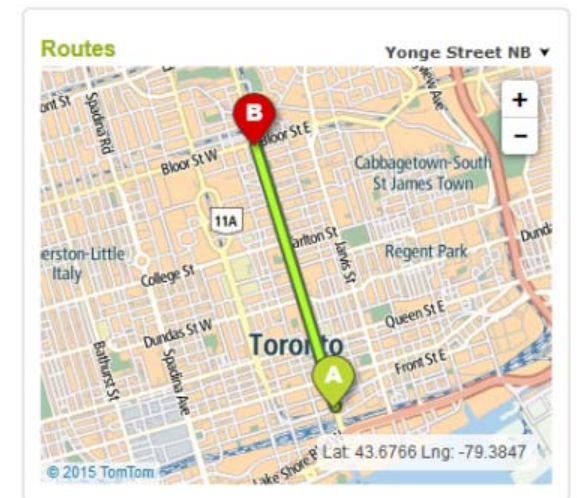 Routes
Yonge Street NB ▼
+
−
B
Spadina Rd
Bloor St E
Bloor St W
Cabbagetown-South
St James Town
11A
arlton St
Jarvis St
Regent Park
Dunda
erston-Little
Italy
College St
Queen St E
Dundas St W
Toronto
A
Front St E
Bathurst St
Spadina Ave
Lat: 43.6766 Lng: -79.3847
Lake Shore B
© 2015 TomTom